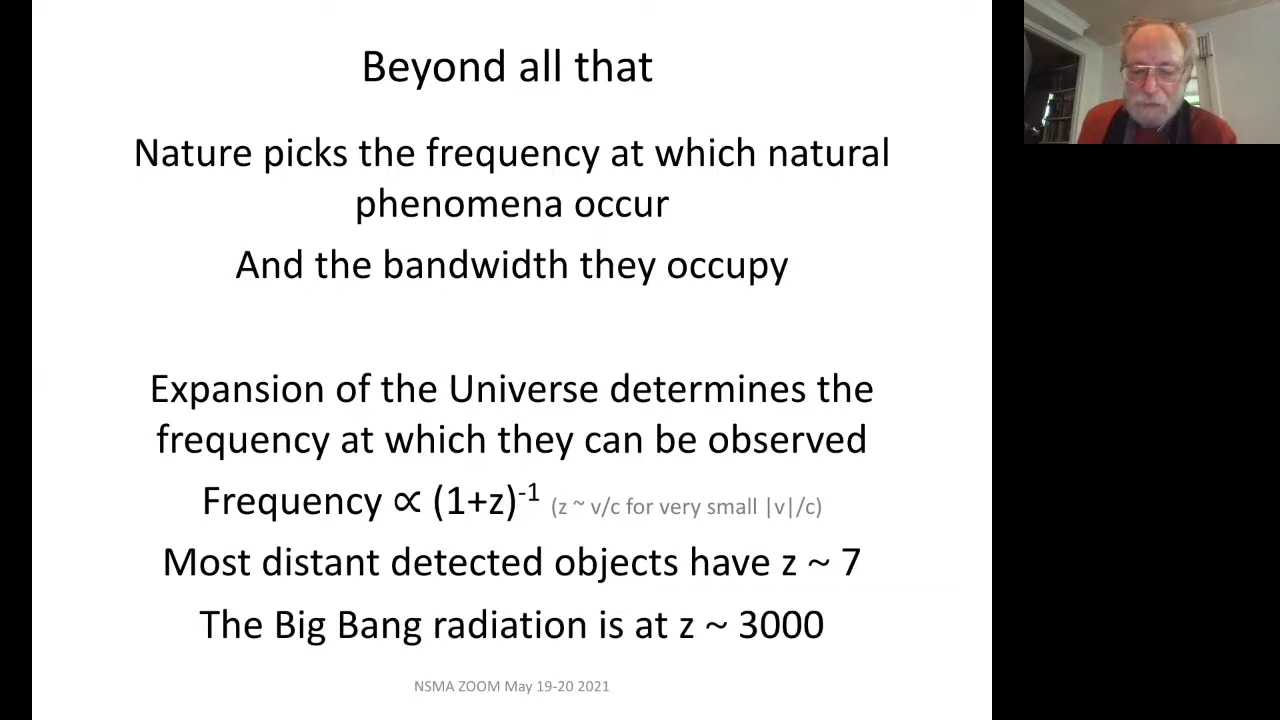 Beyond all that
Nature picks the frequency at which natural
phenomena occur
And the bandwidth they occupy
Expansion of the Universe determines the
frequency at which they can be observed
Frequency ∝ (1+z)⁻¹ (z ~ v/c for very small |v|/c)
Most distant detected objects have z ~ 7
The Big Bang radiation is at z ~ 3000
NSMA ZOOM May 19-20 2021